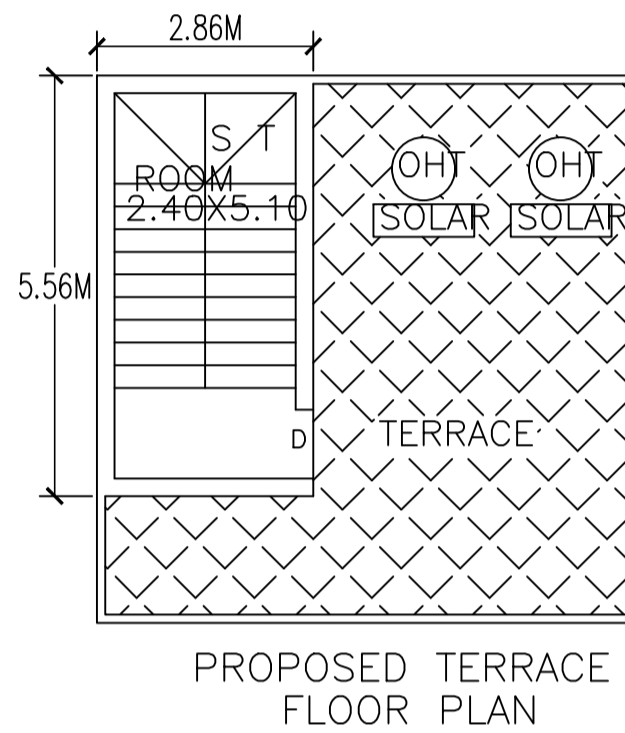 2.86M
S T
ROOM
2.40X5.10
OHT
OHT
SOLAR
SOLAR
5.56M
D
TERRACE
PROPOSED TERRACE
FLOOR PLAN